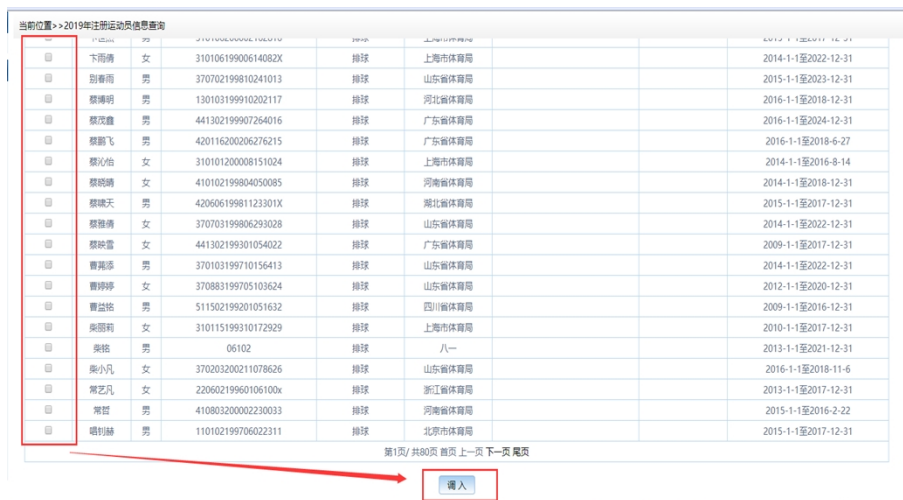 当前位置>>2019年注册运动员信息查询
卞雨倩 女 31010619900614082X 排球 上海市体育局 2014-1-1至2022-12-31
别春雨 男 370702199810241013 排球 山东省体育局 2015-1-1至2023-12-31
蔡博明 男 130103199910202117 排球 河北省体育局 2016-1-1至2018-12-31
蔡茂鑫 男 441302199907264016 排球 广东省体育局 2016-1-1至2024-12-31
蔡鹏飞 男 420116200206276215 排球 广东省体育局 2016-1-1至2018-6-27
蔡沁怡 女 310101200008151024 排球 上海市体育局 2014-1-1至2016-8-14
蔡晓晴 女 410102199804050085 排球 河南省体育局 2014-1-1至2018-12-31
蔡啸天 男 42060619981123301X 排球 湖北省体育局 2015-1-1至2017-12-31
蔡雅倩 女 370703199806293028 排球 山东省体育局 2014-1-1至2022-12-31
蔡映雪 女 441302199301054022 排球 广东省体育局 2009-1-1至2017-12-31
男 370103199710156413 排球 山东省体育局 2014-1-1至2022-12-31
曹婷婷 女 370883199705103624 排球 山东省体育局 2012-1-1至2020-12-31
曹益铭 男 511502199201051632 排球 四川省体育局 2009-1-1至2016-12-31
柴丽莉 女 310115199310172929 排球 上海市体育局 2010-1-1至2017-12-31
柴铭 男 06102 排球 八一 2013-1-1至2021-12-31
柴小凡 女 370203200211078626 排球 山东省体育局 2016-1-1至2018-11-6
常艺凡 女 22060219960106100x 排球 浙江省体育局 2013-1-1至2017-12-31
常哲 男 410803200002230033 排球 河南省体育局 2015-1-1至2016-2-22
唱钊赫 男 110102199706022311 排球 北京市体育局 2015-1-1至2017-12-31
第1页/ 共80页 首页 上一页 下一页 尾页
调入